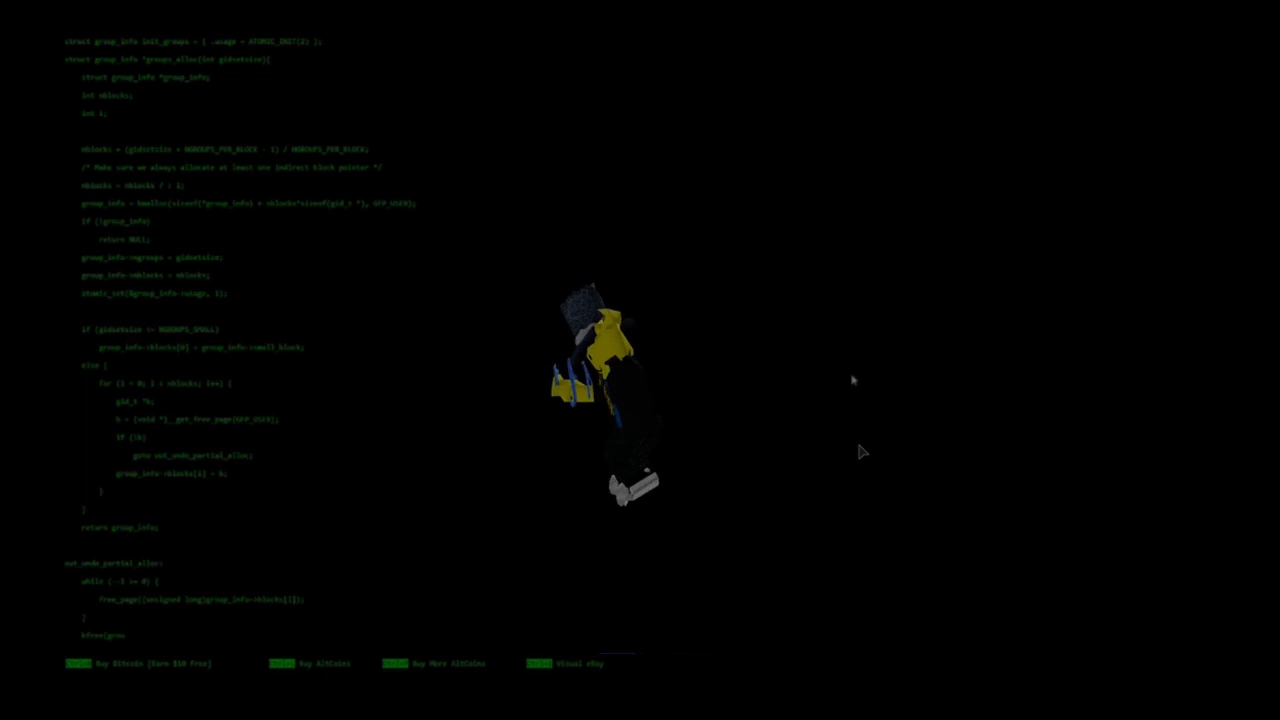 struct group_info init_groups = { .usage = ATOMIC_INIT(2) };
struct group_info *groups_alloc(int gidsetsize){
struct group_info *group_info;
int nblocks;
int i;
nblocks = (gidsetsize + NGROUPS_PER_BLOCK - 1) / NGROUPS_PER_BLOCK;
/* Make sure we always allocate at least one indirect block pointer */
nblocks = nblocks ? : 1;
group_info = kmalloc(sizeof(*group_info) + nblocks*sizeof(gid_t *), GFP_USER);
if (!group_info)
return NULL;
group_info->ngroups = gidsetsize;
group_info->nblocks = nblocks;
atomic_set(&group_info->usage, 1);
if (gidsetsize <= NGROUPS_SMALL)
group_info->blocks[0] = group_info->small_block;
else {
for (i = 0; i < nblocks; i++) {
gid_t *b;
b = (void *)__get_free_page(GFP_USER);
if (!b)
goto out_undo_partial_alloc;
group_info->blocks[i] = b;
}
}
return group_info;
out_undo_partial_alloc:
while (--i >= 0) {
free_page((unsigned long)group_info->blocks[i]);
}
kfree(grou
Buy Bitcoin [Earn $10 Free] Buy AltCoins Buy More AltCoins Visual eBay